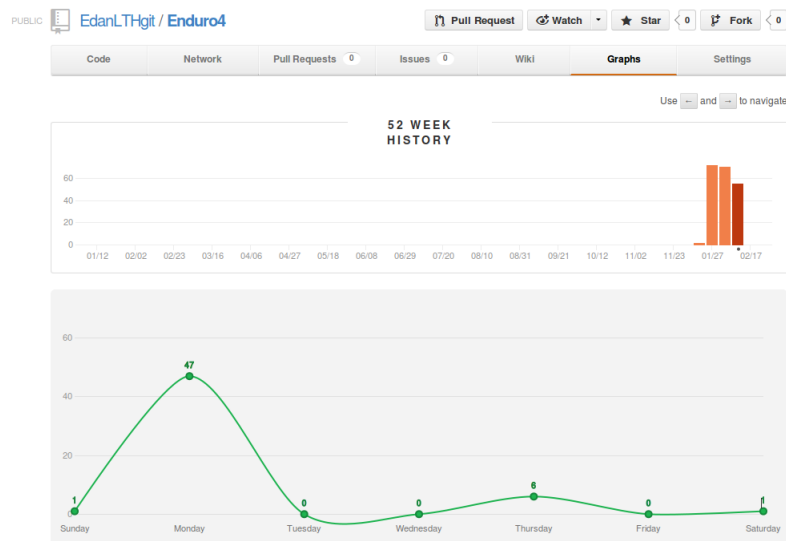 PUBLIC EdanLTHgit / Enduro4 Pull Request Watch Star 0 Fork 0
Code Network Pull Requests 0 Issues 0 Wiki Graphs Settings
Use ← and → to navigate
52 WEEK
HISTORY
60
40
20
0
01/12 02/02 02/23 03/16 04/06 04/27 05/18 06/08 06/29 07/20 08/10 08/31 09/21 10/12 11/02 11/23 01/27 02/17
60
47
40
20
6
1 0 0 0 1
0
Sunday Monday Tuesday Wednesday Thursday Friday Saturday